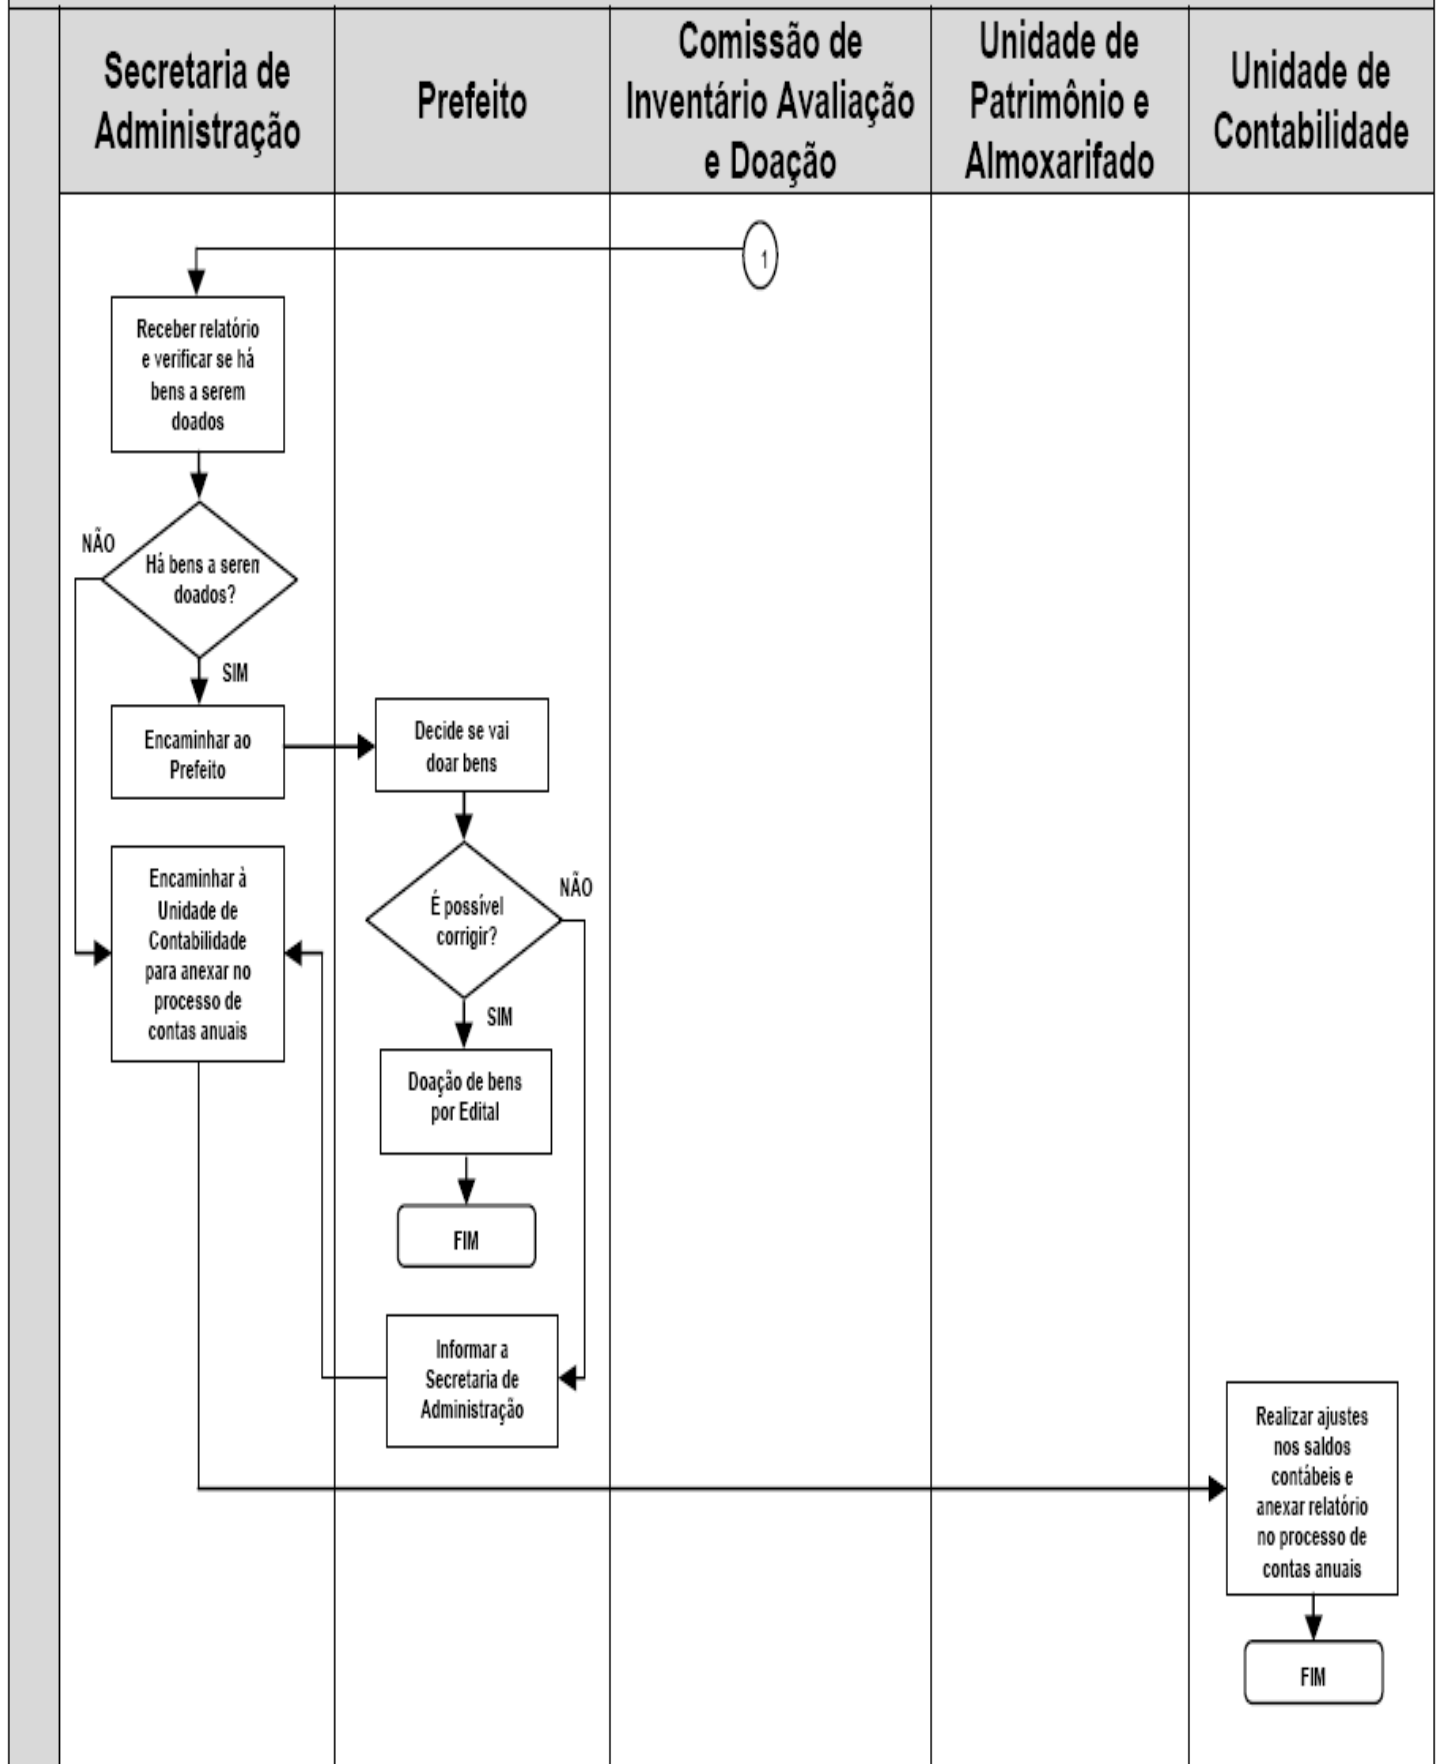 Secretaria de
Administração
Prefeito
Comissão de
Inventário Avaliação
e Doação
Unidade de
Patrimônio e
Almoxarifado
Unidade de
Contabilidade
1
Receber relatório
e verificar se há
bens a serem
doados
NÃO
Há bens a seren
doados?
SIM
Encaminhar ao
Prefeito
Decide se vai
doar bens
Encaminhar à
Unidade de
Contabilidade
para anexar no
processo de
contas anuais
NÃO
É possível
corrigir?
SIM
Doação de bens
por Edital
FIM
Informar a
Secretaria de
Administração
Realizar ajustes
nos saldos
contábeis e
anexar relatório
no processo de
contas anuais
FIM